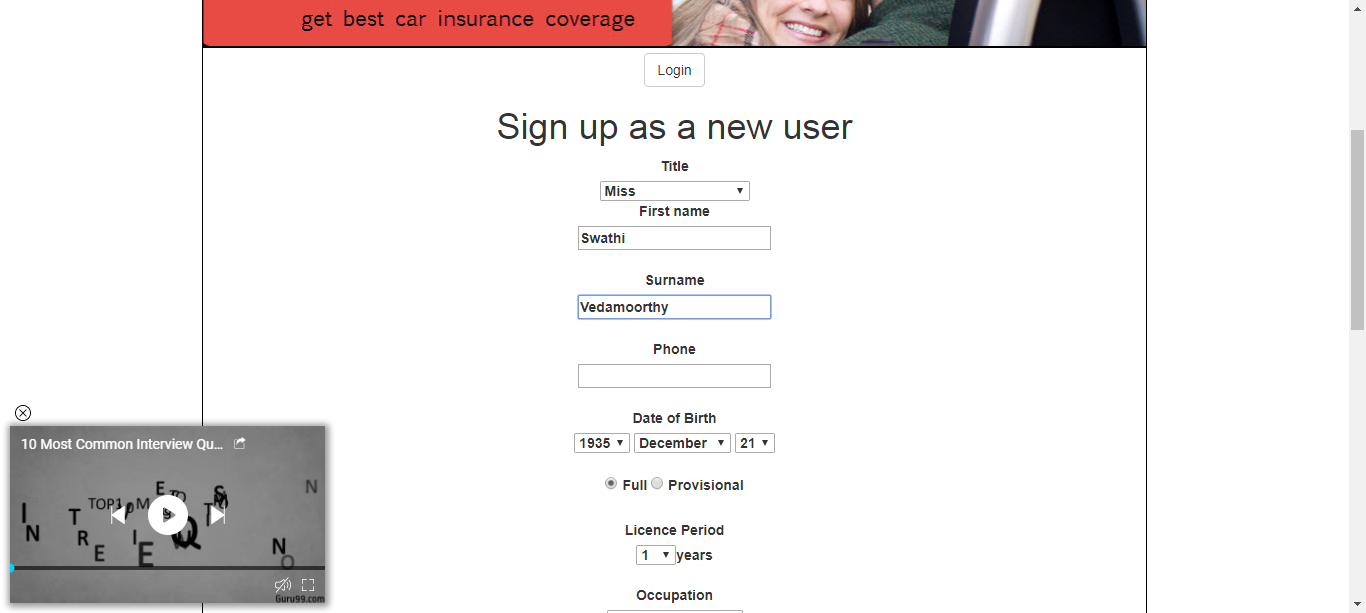 get best car insurance coverage
Login
Sign up as a new user
Title
Miss
First name
Swathi
Surname
Vedamoorthy
Phone
Date of Birth
1935 December 21
Full Provisional
Licence Period
1 years
Occupation
10 Most Common Interview Qu...
Guru99.com